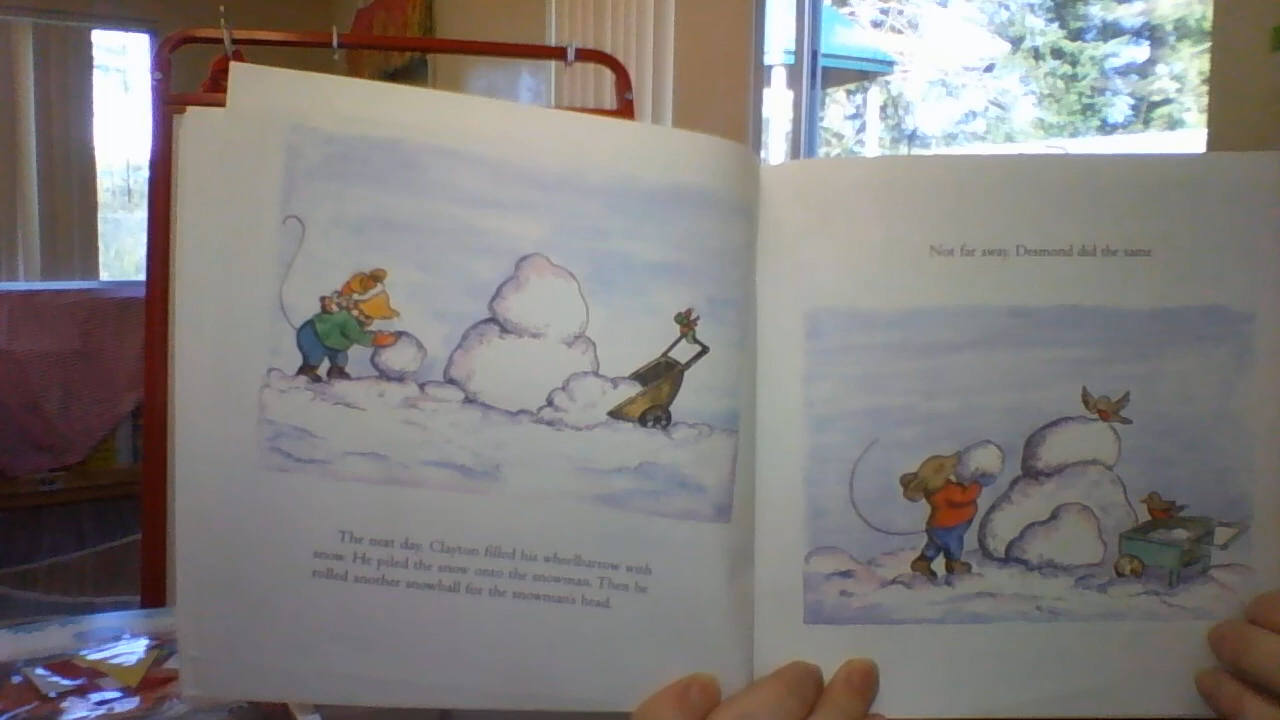 The next day, Clayton filled his wheelbarrow with
snow. He piled the snow onto the snowman. Then he
rolled another snowball for the snowman's head.
Not far away, Desmond did the same.